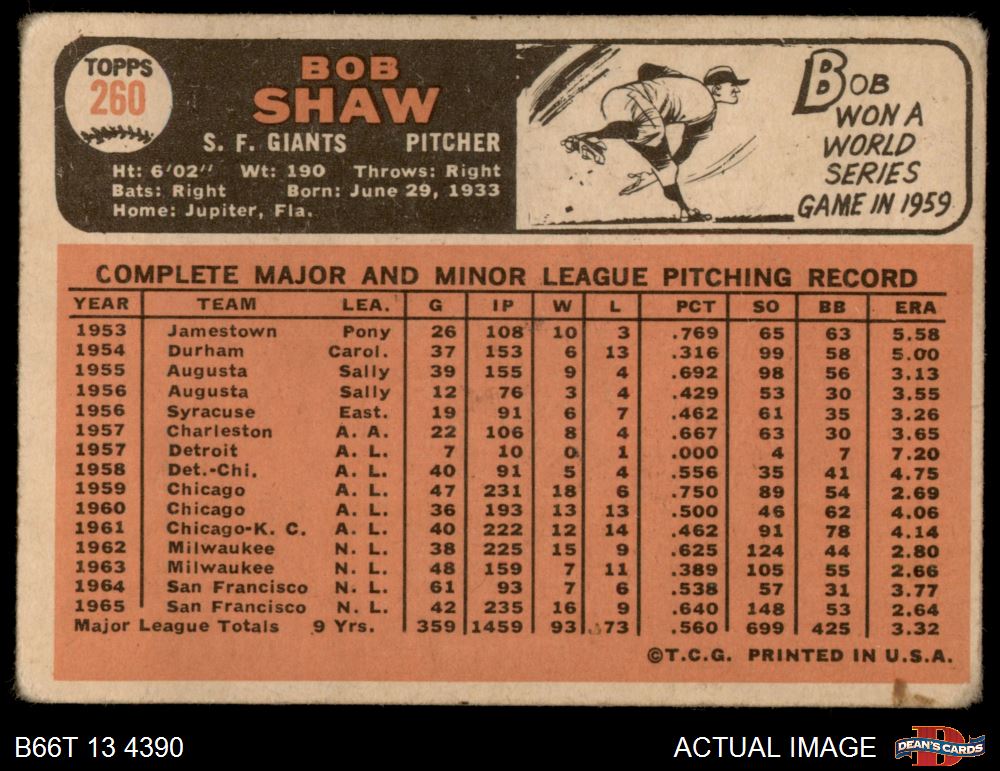 TOPPS
260
BOB
SHAW
S. F. GIANTS PITCHER
Ht: 6'02" Wt: 190 Throws: Right
Bats: Right Born: June 29, 1933
Home: Jupiter, Fla.
BOB
WON A
WORLD
SERIES
GAME IN 1959
COMPLETE MAJOR AND MINOR LEAGUE PITCHING RECORD
YEAR TEAM LEA. G IP W L PCT SO BB ERA
1953 Jamestown Pony 26 108 10 3 .769 65 63 5.58
1954 Durham Carol. 37 153 6 13 .316 99 58 5.00
1955 Augusta Sally 39 155 9 4 .692 98 56 3.13
1956 Augusta Sally 12 76 3 4 .429 53 30 3.55
1956 Syracuse East. 19 91 6 7 .462 61 35 3.26
1957 Charleston A. A. 22 106 8 4 .667 63 30 3.65
1957 Detroit A. L. 7 10 0 1 .000 4 7 7.20
1958 Det.-Chi. A. L. 40 91 5 4 .556 35 41 4.75
1959 Chicago A. L. 47 231 18 6 .750 89 54 2.69
1960 Chicago A. L. 36 193 13 13 .500 46 62 4.06
1961 Chicago-K. C. A. L. 40 222 12 14 .462 91 78 4.14
1962 Milwaukee N. L. 38 225 15 9 .625 124 44 2.80
1963 Milwaukee N. L. 48 159 7 11 .389 105 55 2.66
1964 San Francisco N. L. 61 93 7 6 .538 57 31 3.77
1965 San Francisco N. L. 42 235 16 9 .640 148 53 2.64
Major League Totals 9 Yrs. 359 1459 93 73 .560 699 425 3.32
©T.C.G. PRINTED IN U.S.A.
B66T 13 4390 ACTUAL IMAGE
DEAN'S CARDS